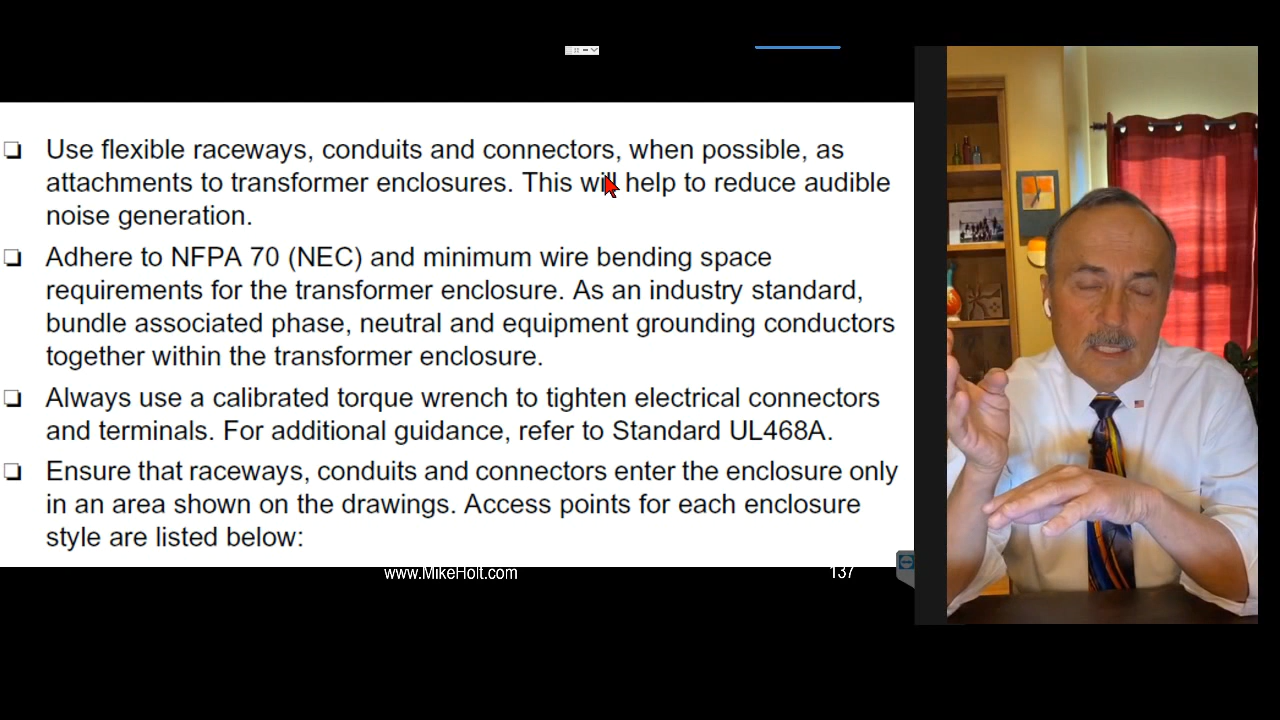 Use flexible raceways, conduits and connectors, when possible, as
attachments to transformer enclosures. This will help to reduce audible
noise generation.
Adhere to NFPA 70 (NEC) and minimum wire bending space
requirements for the transformer enclosure. As an industry standard,
bundle associated phase, neutral and equipment grounding conductors
together within the transformer enclosure.
Always use a calibrated torque wrench to tighten electrical connectors
and terminals. For additional guidance, refer to Standard UL468A.
Ensure that raceways, conduits and connectors enter the enclosure only
in an area shown on the drawings. Access points for each enclosure
style are listed below:
www.MikeHolt.com
137